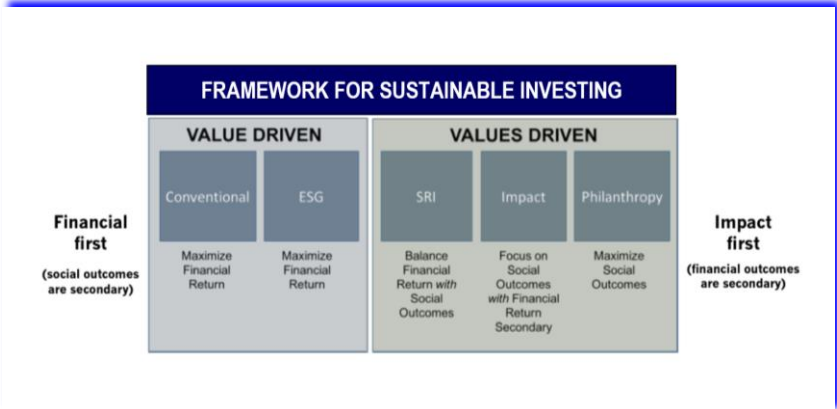 FRAMEWORK FOR SUSTAINABLE INVESTING
VALUE DRIVEN
VALUES DRIVEN
Conventional
ESG
SRI
Impact
Philanthropy
Financial
first
(social outcomes
are secondary)
Maximize
Financial
Return
Maximize
Financial
Return
Balance
Financial
Return with
Social
Outcomes
Focus on
Social
Outcomes
with Financial
Return
Secondary
Maximize
Social
Outcomes
Impact
first
(financial outcomes
are secondary)